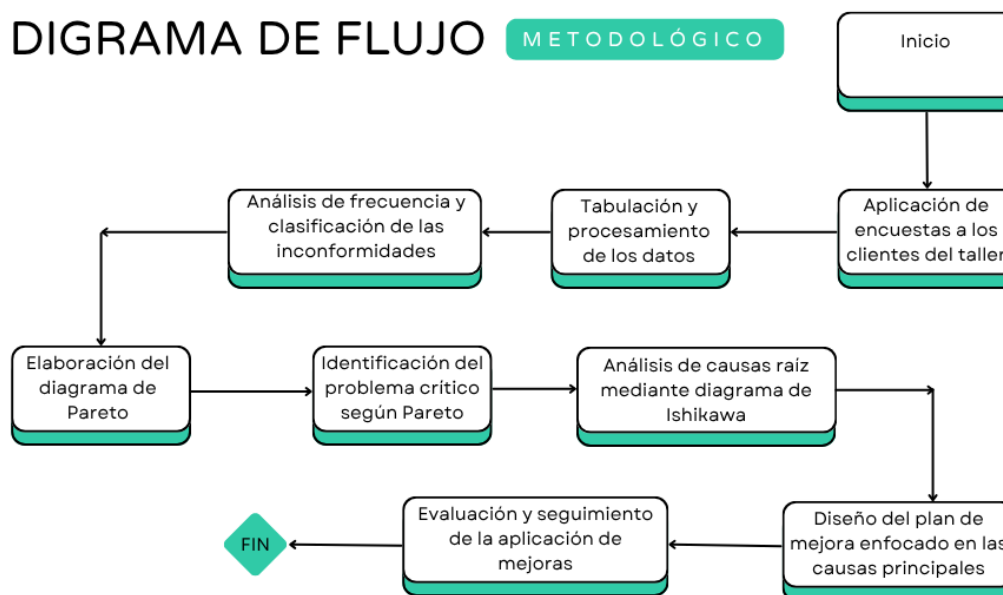 DIGRAMA DE FLUJO METODOLÓGICO
Inicio
Aplicación de
encuestas a los
clientes del taller
Tabulación y
procesamiento
de los datos
Análisis de frecuencia y
clasificación de las
inconformidades
Elaboración del
diagrama de
Pareto
Identificación del
problema crítico
según Pareto
Análisis de causas raíz
mediante diagrama de
Ishikawa
Diseño del plan de
mejora enfocado en las
causas principales
Evaluación y seguimiento
de la aplicación de
mejoras
FIN